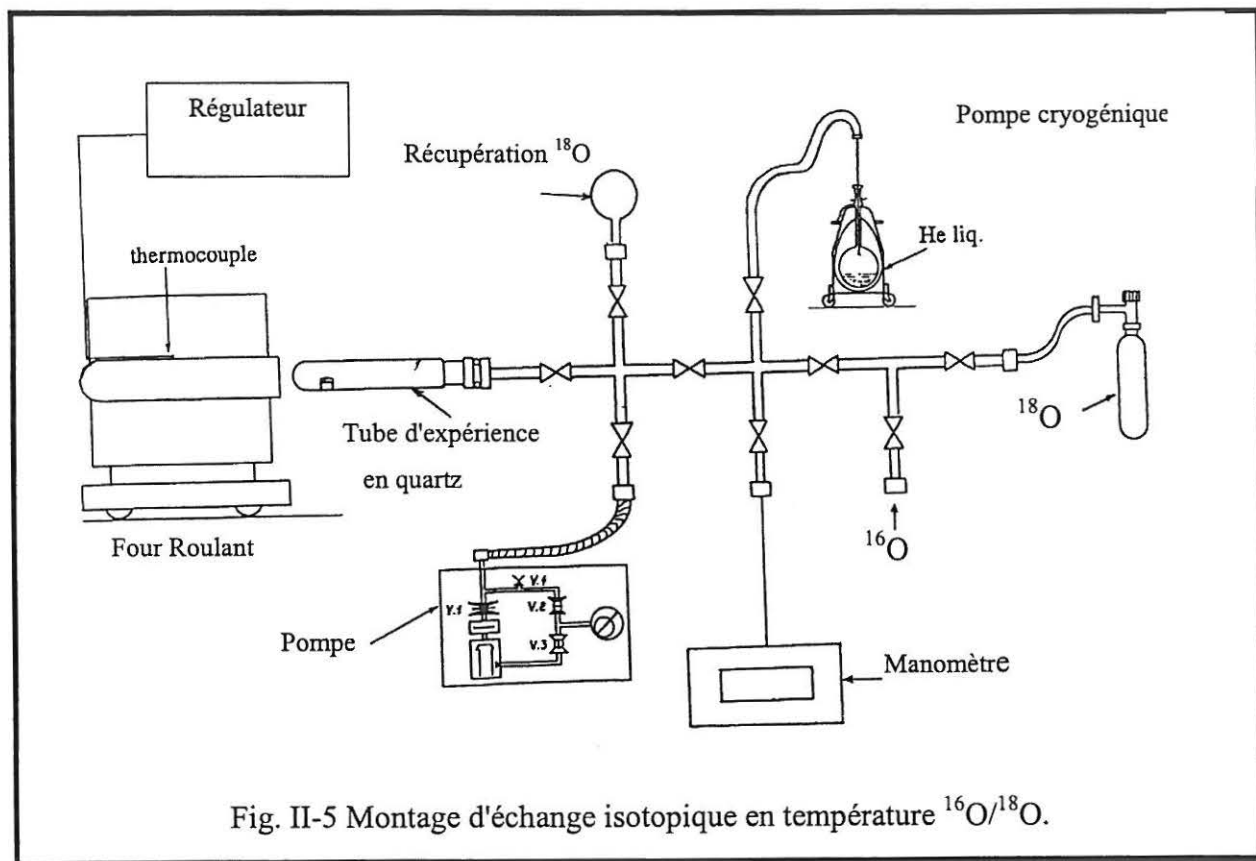 Régulateur
Pompe cryogénique
Récupération ¹⁸O
thermocouple
He liq.
¹⁸O
Tube d'expérience
en quartz
¹⁶O
Four Roulant
V.1
V.1
V.2
V.3
Pompe
Manomètre
Fig. II-5 Montage d'échange isotopique en température ¹⁶O/¹⁸O.